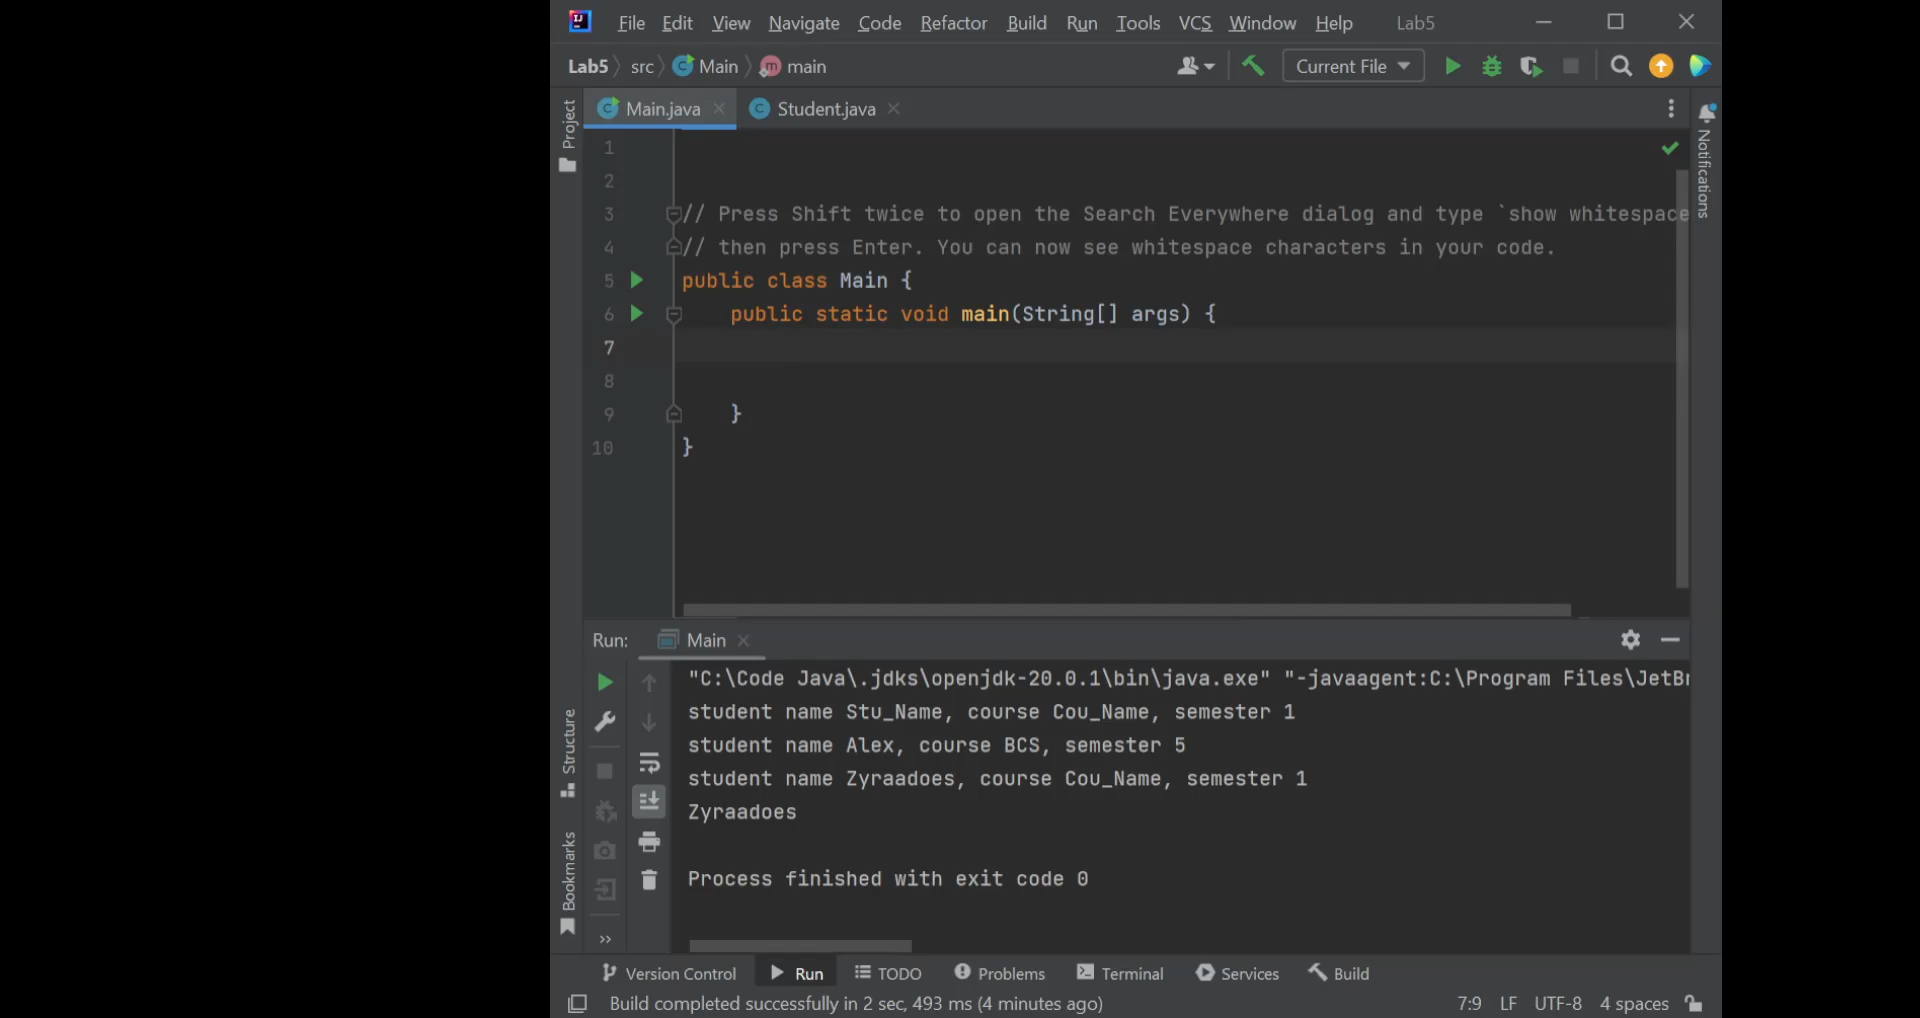 File Edit View Navigate Code Refactor Build Run Tools VCS Window Help Lab5
Lab5 src Main main Current File
Main.java Student.java
Project
Notifications
1
2
3 // Press Shift twice to open the Search Everywhere dialog and type `show whitespace
4 // then press Enter. You can now see whitespace characters in your code.
5 public class Main {
6 public static void main(String[] args) {
7
8
9 }
10 }
Run: Main
"C:\Code Java\.jdks\openjdk-20.0.1\bin\java.exe" "-javaagent:C:\Program Files\JetBr
student name Stu_Name, course Cou_Name, semester 1
student name Alex, course BCS, semester 5
student name Zyraadoes, course Cou_Name, semester 1
Zyraadoes
Process finished with exit code 0
Structure
Bookmarks
Version Control Run TODO Problems Terminal Services Build
Build completed successfully in 2 sec, 493 ms (4 minutes ago) 7:9 LF UTF-8 4 spaces